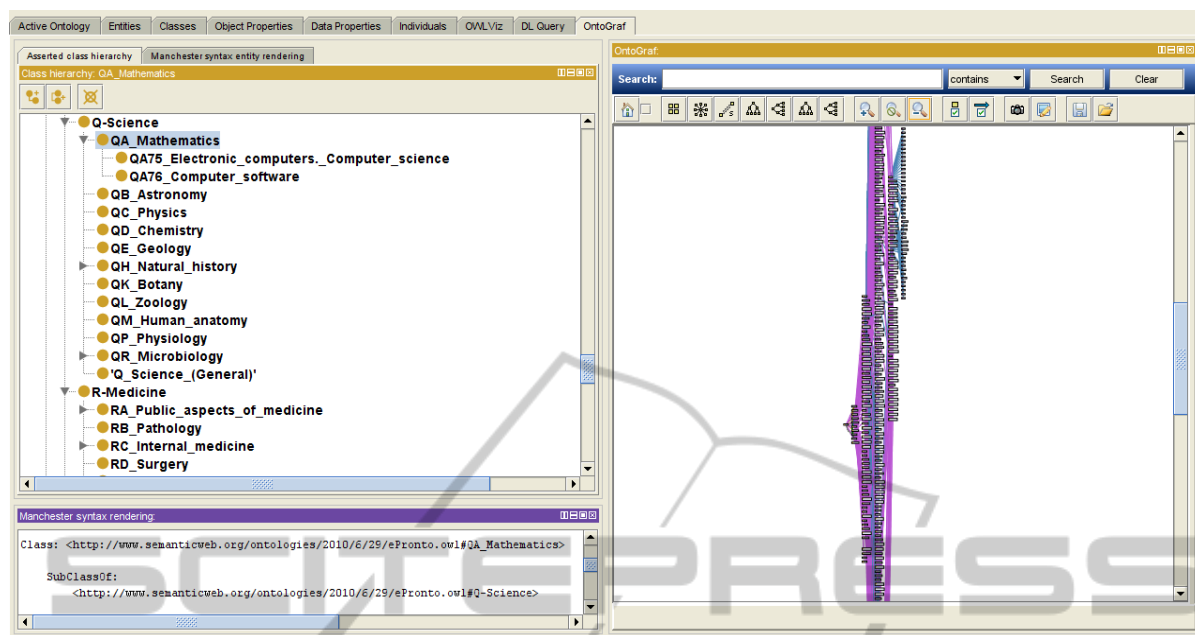 Active Ontology Entities Classes Object Properties Data Properties Individuals OWLViz DL Query OntoGraf
Asserted class hierarchy Manchester syntax entity rendering
Class hierarchy: QA_Mathematics
Q-Science
QA_Mathematics
QA75_Electronic_computers._Computer_science
QA76_Computer_software
QB_Astronomy
QC_Physics
QD_Chemistry
QE_Geology
QH_Natural_history
QK_Botany
QL_Zoology
QM_Human_anatomy
QP_Physiology
QR_Microbiology
'Q_Science_(General)'
R-Medicine
RA_Public_aspects_of_medicine
RB_Pathology
RC_Internal_medicine
RD_Surgery
Manchester syntax rendering:
Class: <http://www.semanticweb.org/ontologies/2010/6/29/ePronto.owl#QA_Mathematics>
SubClassOf:
<http://www.semanticweb.org/ontologies/2010/6/29/ePronto.owl#Q-Science>
OntoGraf:
Search: contains Search Clear
SCITEPRESS